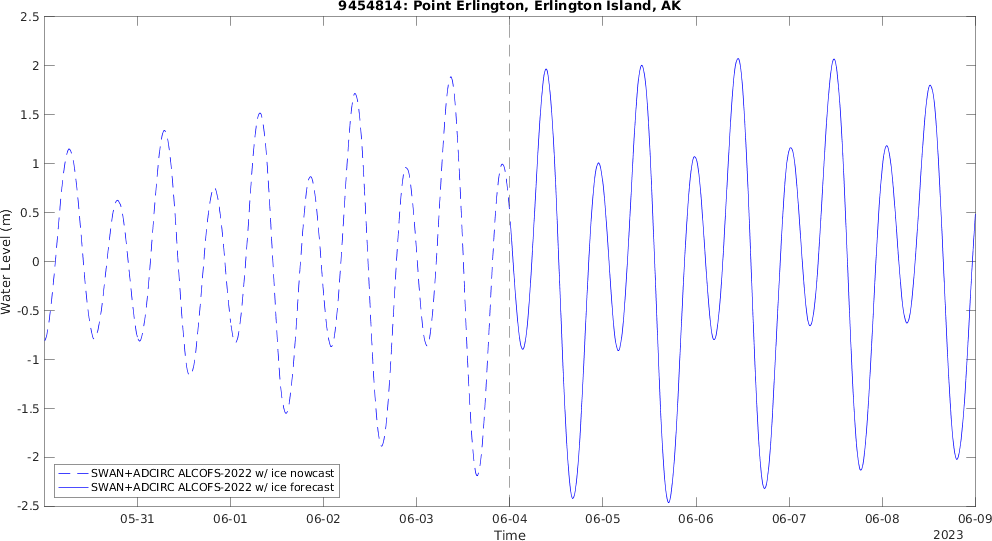 9454814: Point Erlington, Erlington Island, AK
2.5
2
1.5
1
0.5
0
-0.5
-1
-1.5
-2
-2.5
Water Level (m)
SWAN+ADCIRC ALCOFS-2022 w/ ice nowcast
SWAN+ADCIRC ALCOFS-2022 w/ ice forecast
05-31 06-01 06-02 06-03 06-04 06-05 06-06 06-07 06-08 06-09
Time
2023